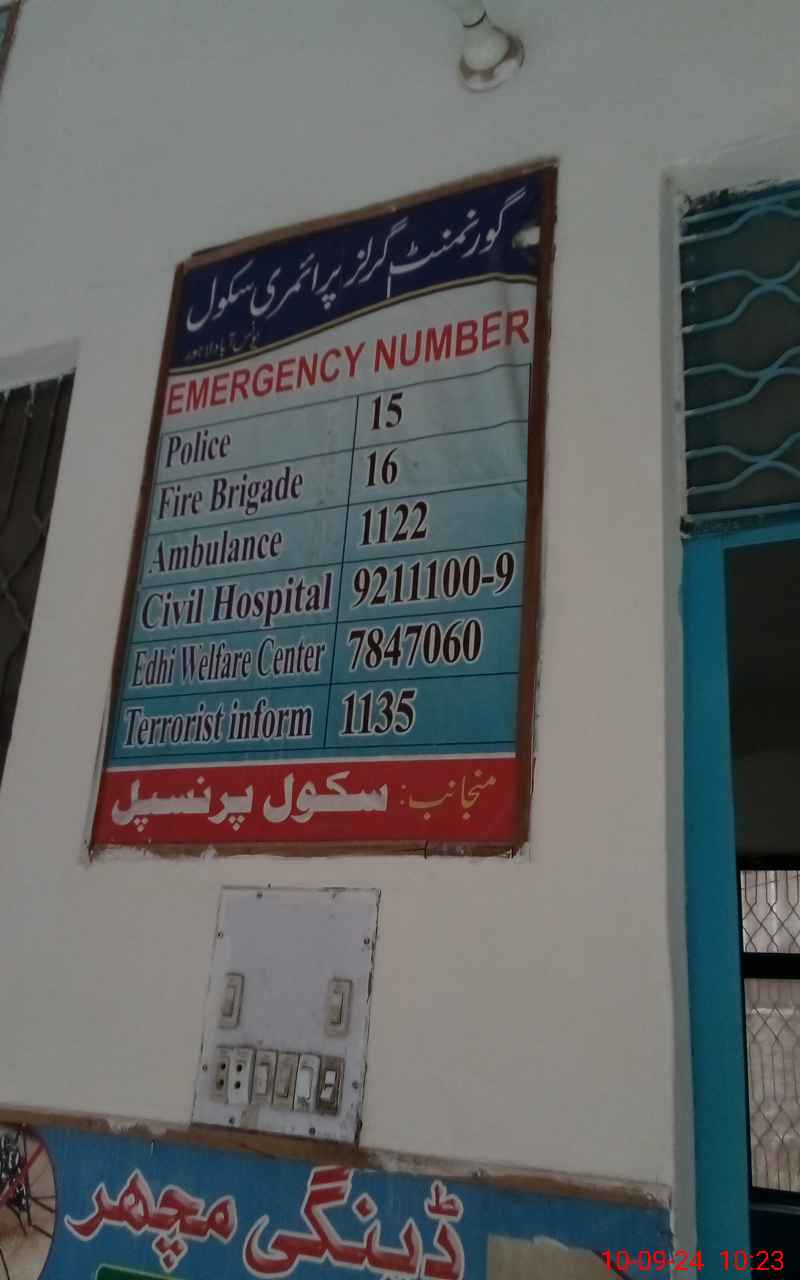 گورنمنٹ گرلز پرائمری سکول
EMERGENCY NUMBER
Police 15
Fire Brigade 16
Ambulance 1122
Civil Hospital 9211100-9
Edhi Welfare Center 7847060
Terrorist inform 1135
منجانب: سکول پرنسپل
ڈینگی مچھر
10-09-24 10:23